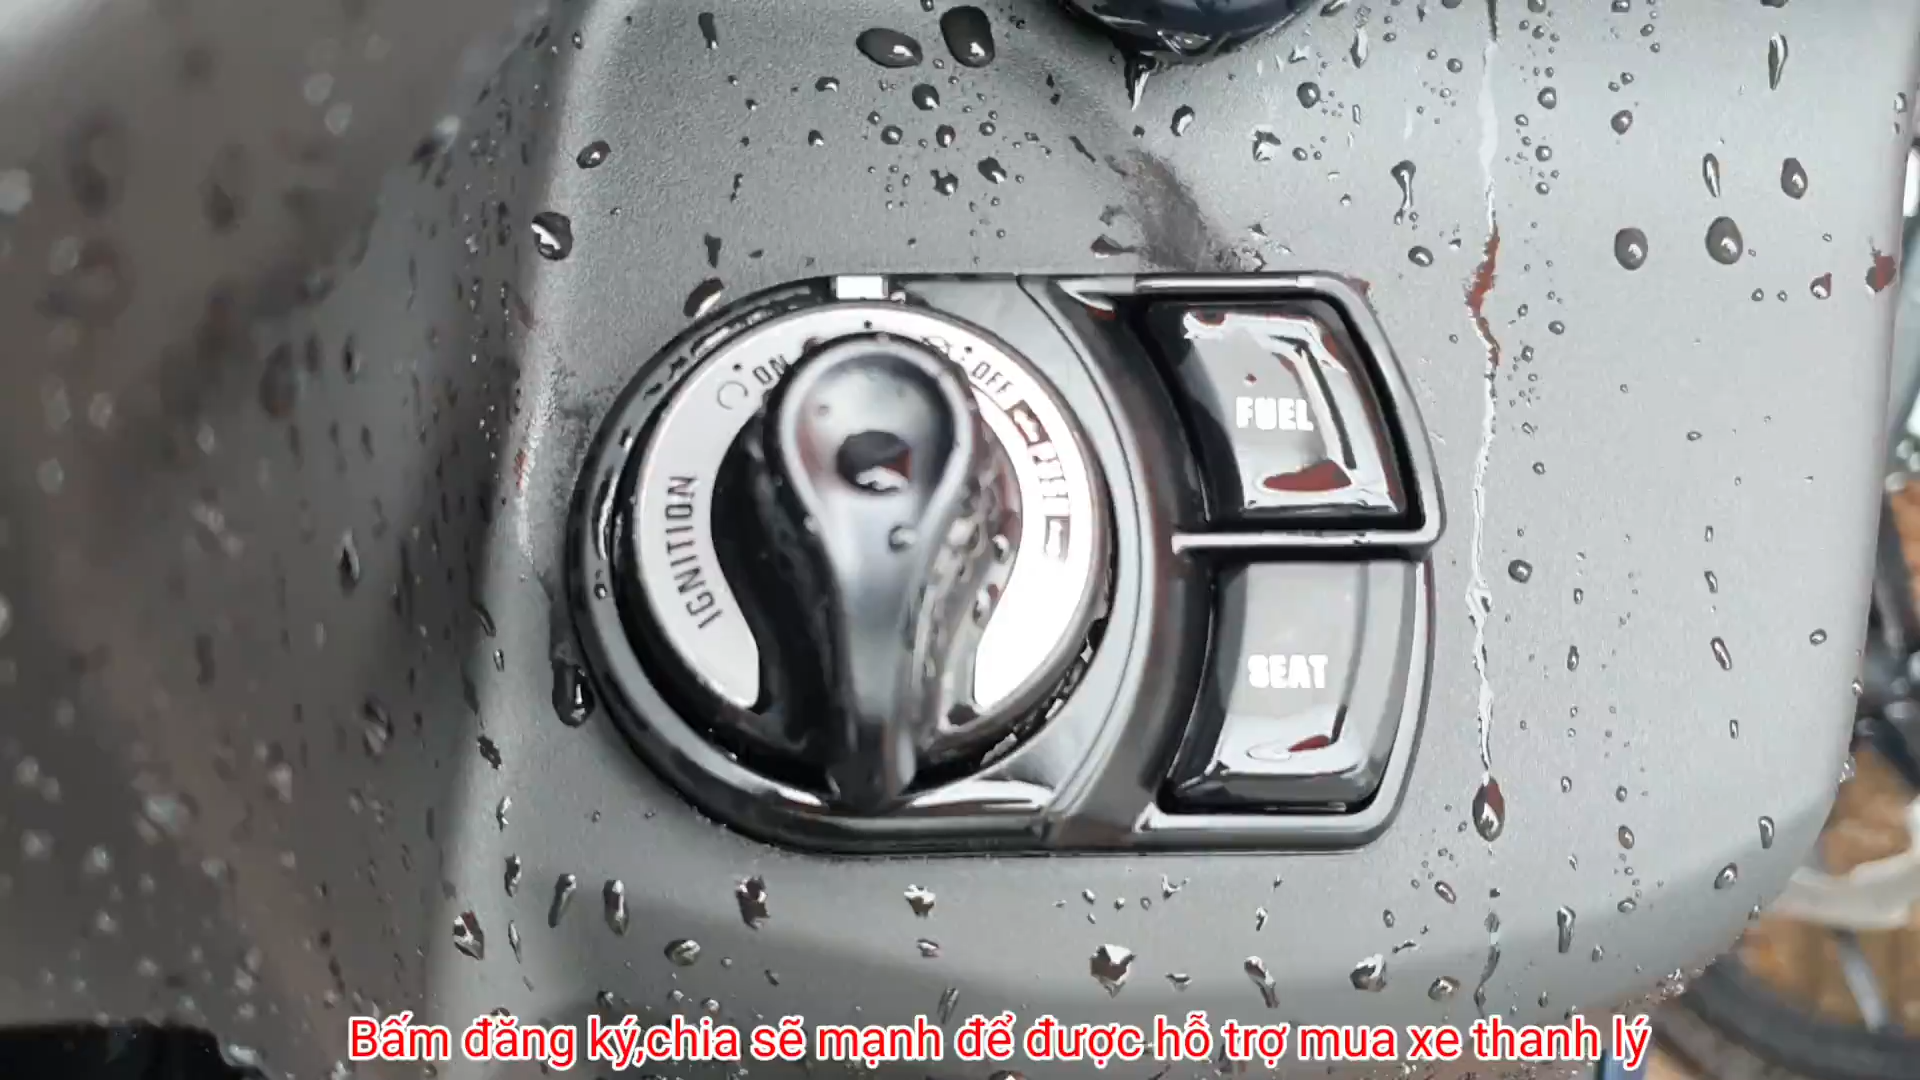 ON
OFF
IGNITION
FUEL
SEAT
Bấm đăng ký,chia sẽ mạnh để được hỗ trợ mua xe thanh lý